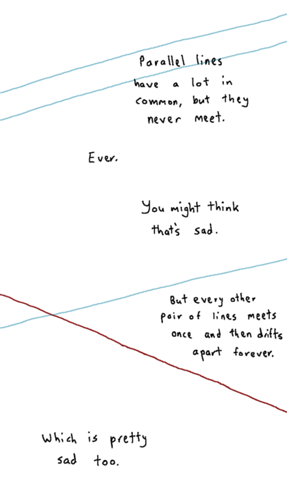 Parallel lines
have a lot in
common, but they
never meet.
Ever.
You might think
that's sad.
But every other
pair of lines meets
once and then drifts
apart forever.
Which is pretty
sad too.